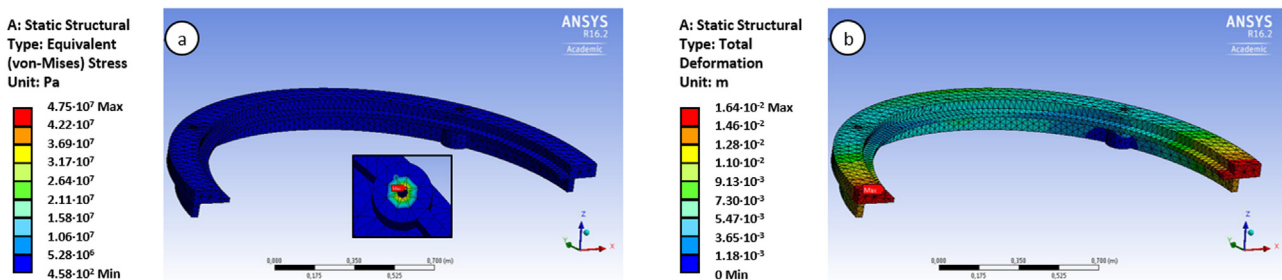 A: Static Structural
Type: Equivalent
(von-Mises) Stress
Unit: Pa
4.75·10⁷ Max
4.22·10⁷
3.69·10⁷
3.17·10⁷
2.64·10⁷
2.11·10⁷
1.58·10⁷
1.06·10⁷
5.28·10⁶
4.58·10² Min
a
ANSYS
R16.2
Academic
Max
Z
Y
X
0,000
0,350
0,700 (m)
0,175
0,525
A: Static Structural
Type: Total
Deformation
Unit: m
1.64·10⁻² Max
1.46·10⁻²
1.28·10⁻²
1.10·10⁻²
9.13·10⁻³
7.30·10⁻³
5.47·10⁻³
3.65·10⁻³
1.18·10⁻³
0 Min
b
ANSYS
R16.2
Academic
Max
Z
Y
X
0,000
0,350
0,700 (m)
0,175
0,525